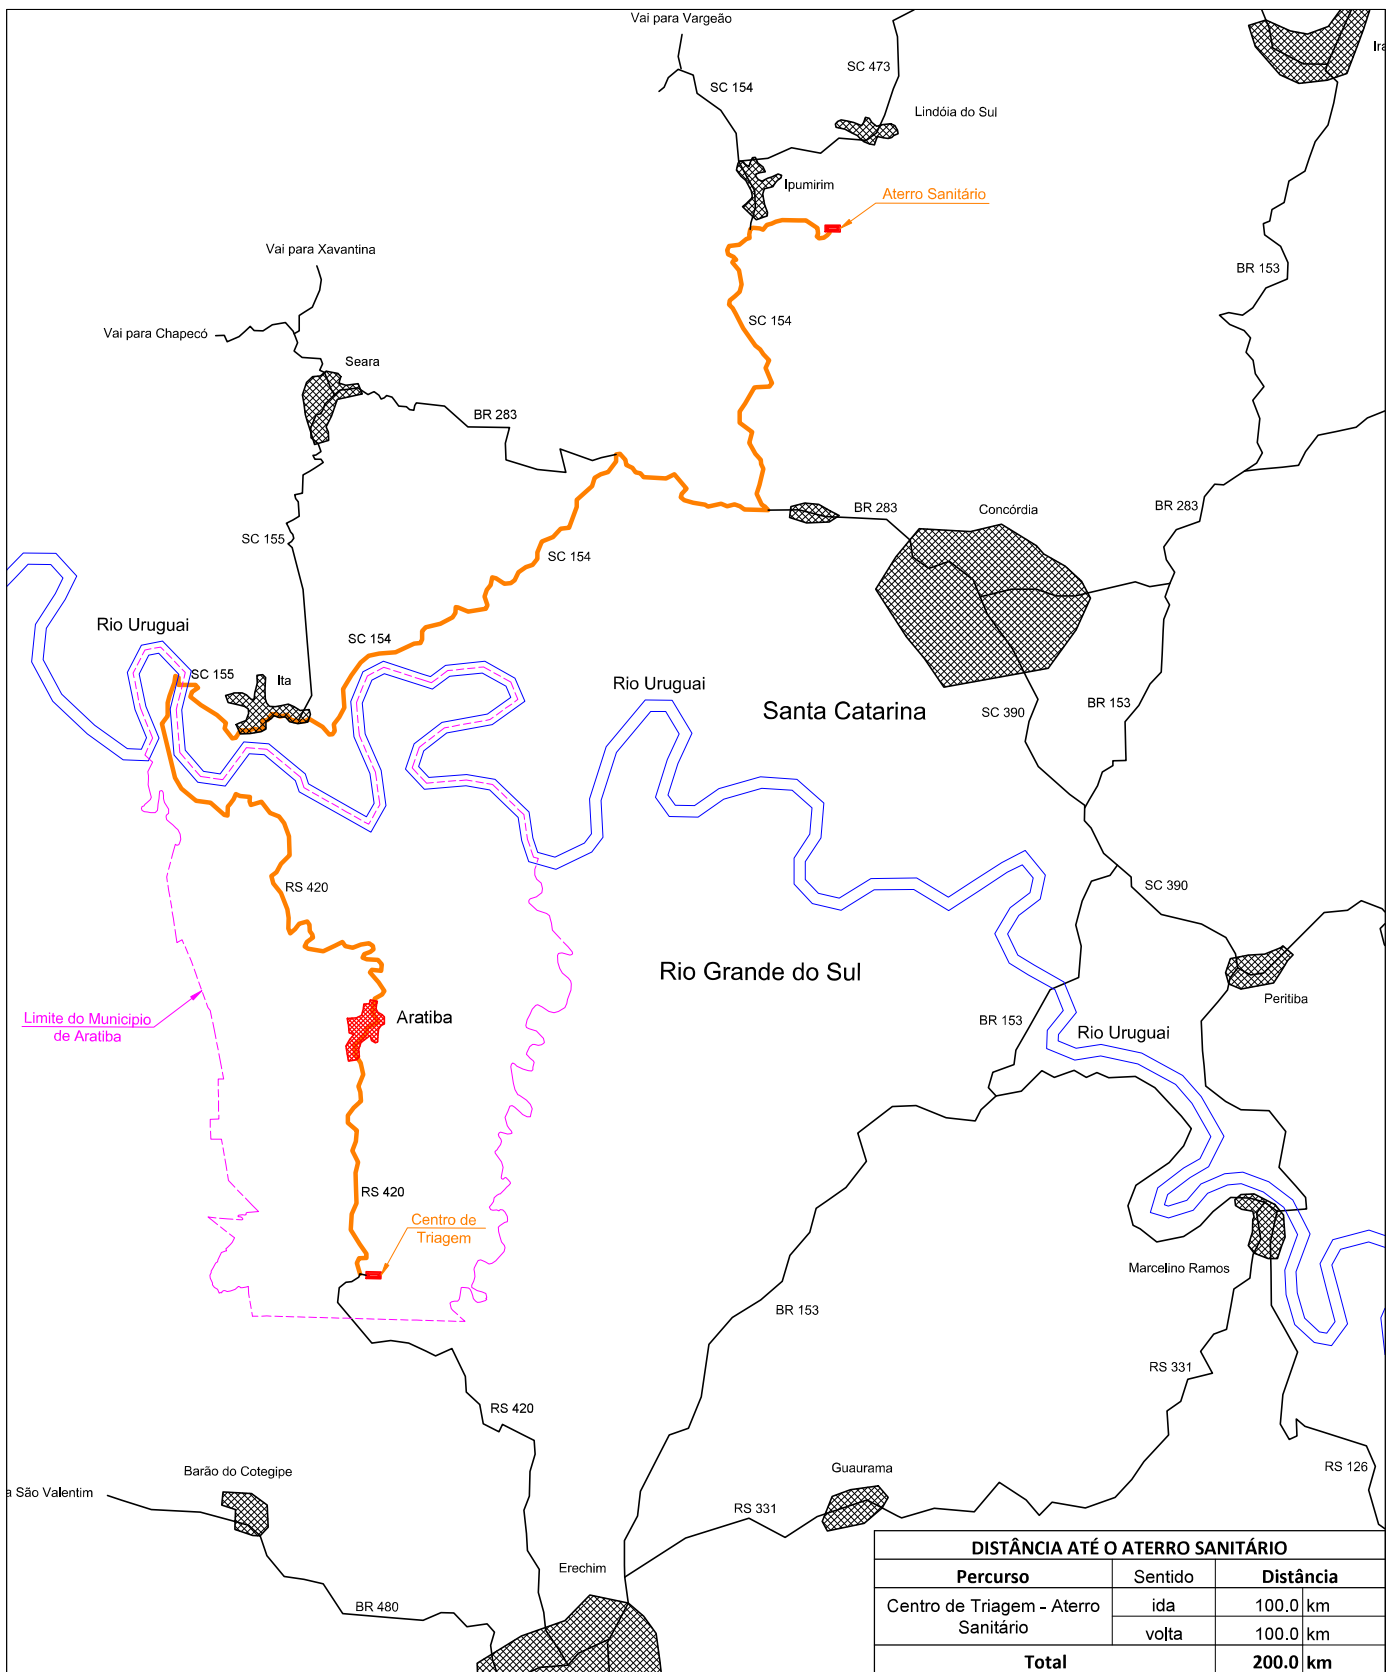 Vai para Vargeão
Ira
SC 473
SC 154
Lindóia do Sul
Ipumirim
Aterro Sanitário
Vai para Xavantina
BR 153
Vai para Chapecó
SC 154
Seara
BR 283
BR 283
BR 283
Concórdia
SC 155
SC 154
Rio Uruguai
SC 154
SC 155
Ita
Rio Uruguai
Santa Catarina
SC 390
BR 153
RS 420
SC 390
Rio Grande do Sul
Peritiba
Limite do Municipio
de Aratiba
Aratiba
BR 153
Rio Uruguai
RS 420
Centro de
Triagem
Marcelino Ramos
BR 153
RS 331
RS 420
Barão do Cotegipe
Guaurama
RS 126
a São Valentim
RS 331
Erechim
BR 480
DISTÂNCIA ATÉ O ATERRO SANITÁRIO
Percurso Sentido Distância
Centro de Triagem - Aterro
Sanitário
ida 100.0 km
volta 100.0 km
Total 200.0 km